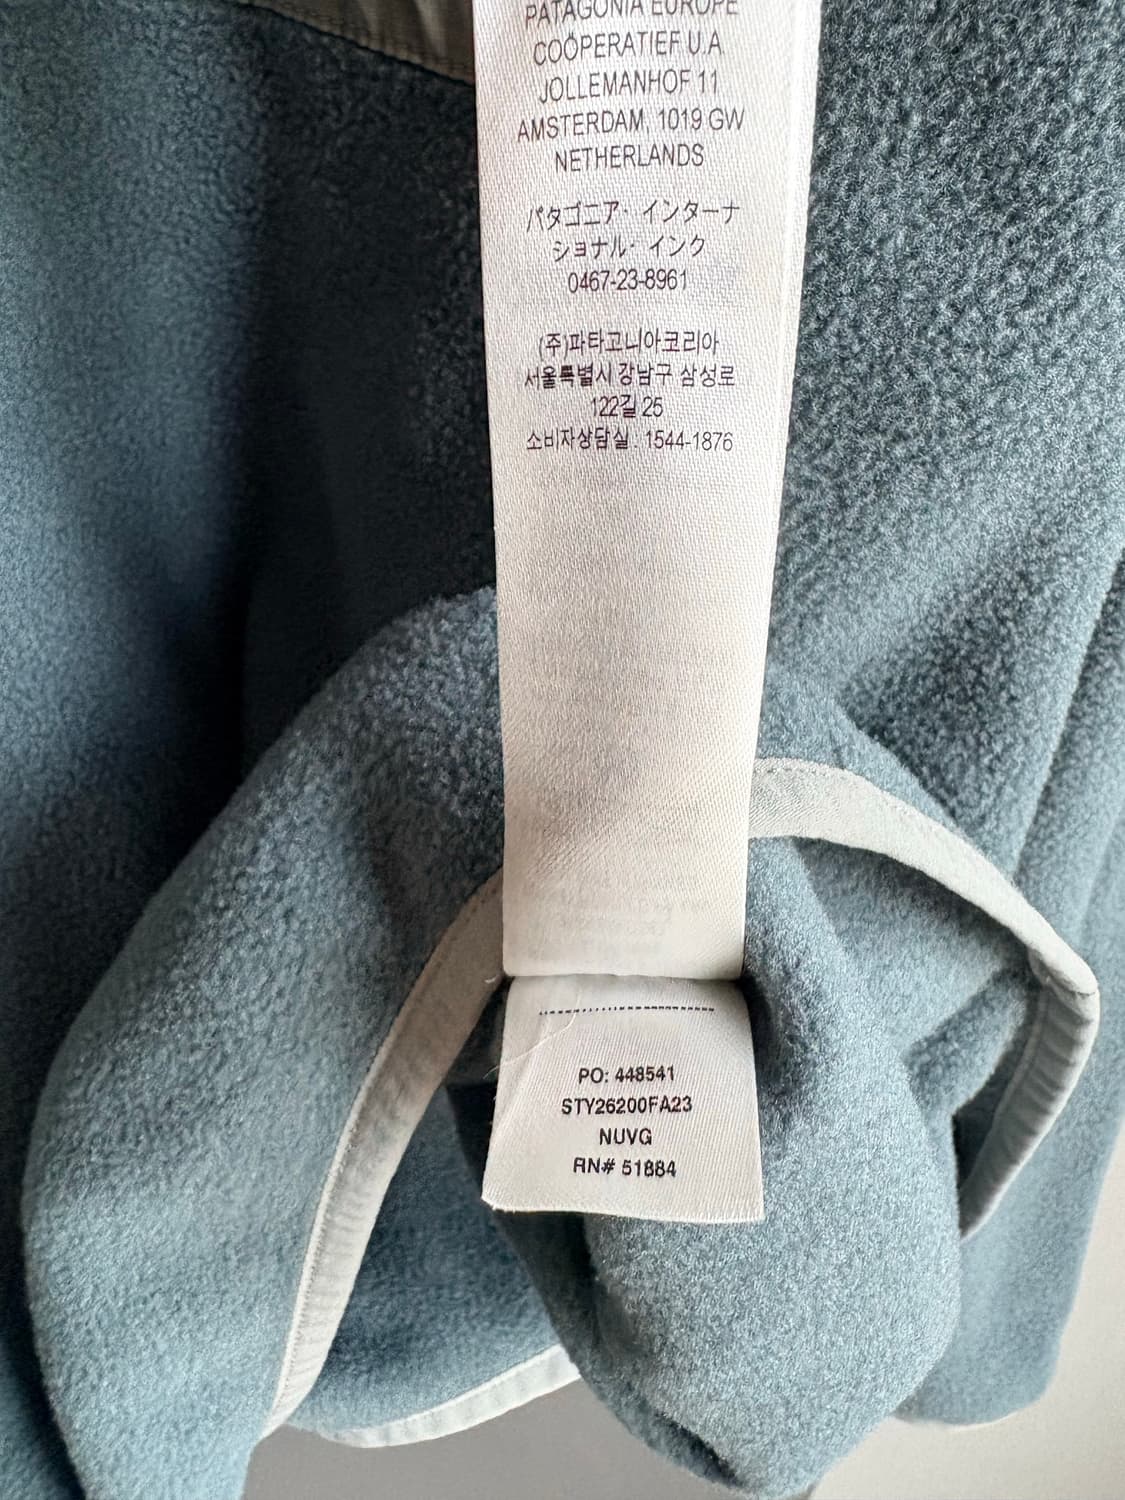 PATAGONIA EUROPE
COÖPERATIEF U.A
JOLLEMANHOF 11
AMSTERDAM, 1019 GW
NETHERLANDS
パタゴニア・インターナ
ショナル・インク
0467-23-8961
(주)파타고니아코리아
서울특별시 강남구 삼성로
122길 25
소비자상담실 : 1544-1876
PO: 448541
STY26200FA23
NUVG
RN# 51884